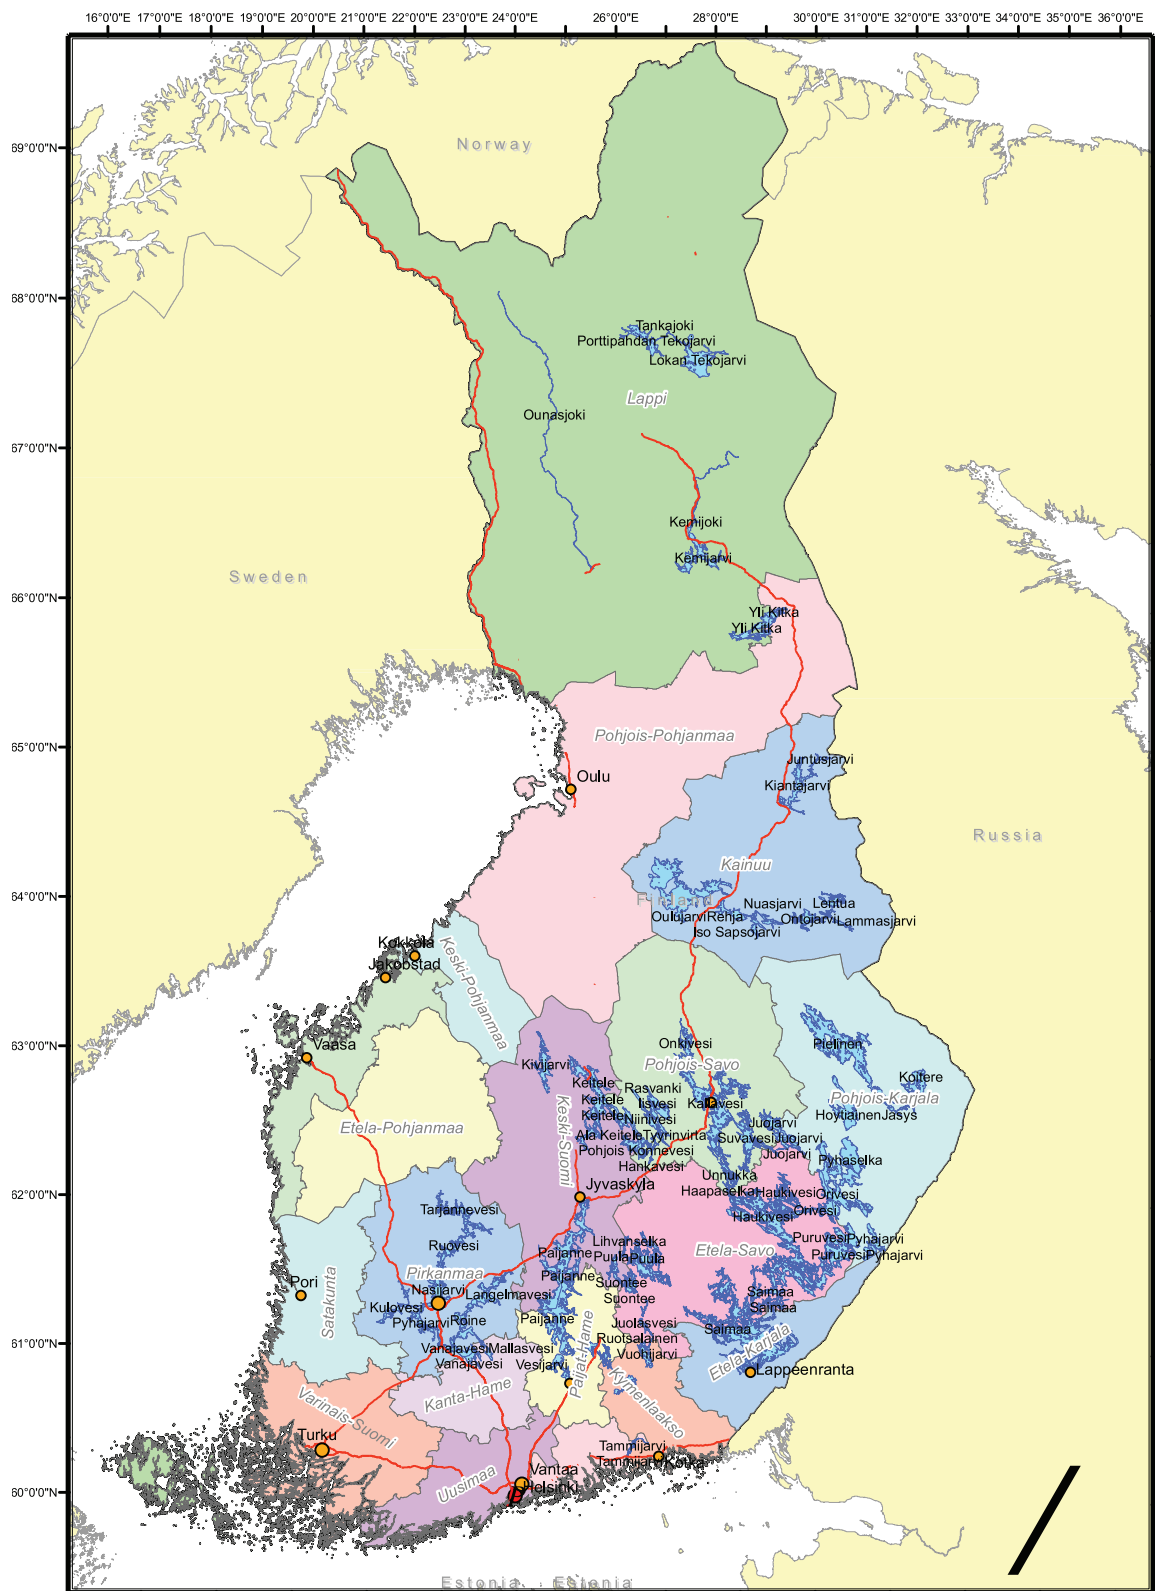 16°0'0"E 17°0'0"E 18°0'0"E 19°0'0"E 20°0'0"E 21°0'0"E 22°0'0"E 23°0'0"E 24°0'0"E 26°0'0"E 28°0'0"E 30°0'0"E 31°0'0"E 32°0'0"E 33°0'0"E 34°0'0"E 35°0'0"E 36°0'0"E
69°0'0"N
Norway
68°0'0"N
Tankajoki
Porttipahdan Tekojarvi
Lokan Tekojarvi
Lappi
Ounasjoki
67°0'0"N
Kemijoki
Kemijarvi
Sweden
66°0'0"N
Yli Kitka
Yli Kitka
Pohjois-Pohjanmaa
65°0'0"N
Juntusjarvi
Oulu
Kiantajarvi
Russia
Kainuu
64°0'0"N
Finland
Nuasjarvi
Lentua
Oulujarvi
Rehja
Ontojarvi
Lammasjarvi
Iso Sapsojarvi
Kokkola
Keski-Pohjanmaa
Jakobstad
63°0'0"N
Vaasa
Onkivesi
Pielinen
Kivijarvi
Pohjois-Savo
Keitele
Rasvanki
Koitere
Keitele
Iisvesi
Kallavesi
Pohjois-Karjala
Keitele
Niinivesi
Hoytiainen
Jasys
Keski-Suomi
Etela-Pohjanmaa
Ala Keitele
Tyyrinvirta
Juojarvi
Suvavesi
Juojarvi
Pohjois Konnevesi
Juojarvi
Hankavesi
Pyhaselka
Unnukka
62°0'0"N
Jyvaskyla
Haapaselka
Haukivesi
Orivesi
Tarjannevesi
Haukivesi
Orivesi
Ruovesi
Lihvanselka
Puruvesi
Pyhajarvi
Paijanne
Puula
Puula
Etela-Savo
Puruvesi
Pyhajarvi
Pirkanmaa
Paijanne
Suontee
Pori
Satakunta
Nasijarvi
Langelmavesi
Suontee
Saimaa
Kulovesi
Saimaa
Pyhajarvi
Roine
Paijanne
Juolasvesi
Saimaa
61°0'0"N
Ruotsalainen
Etela-Karjala
Vanajavesi
Mallasvesi
Vuohijarvi
Vanajavesi
Vesijarvi
Lappeenranta
Paijat-Hame
Kanta-Hame
Kymenlaakso
Varinais-Suomi
Turku
Tammijarvi
Tammijarvi
Kotka
Vantaa
Uusimaa
Helsinki
60°0'0"N
Estonia
Estonia